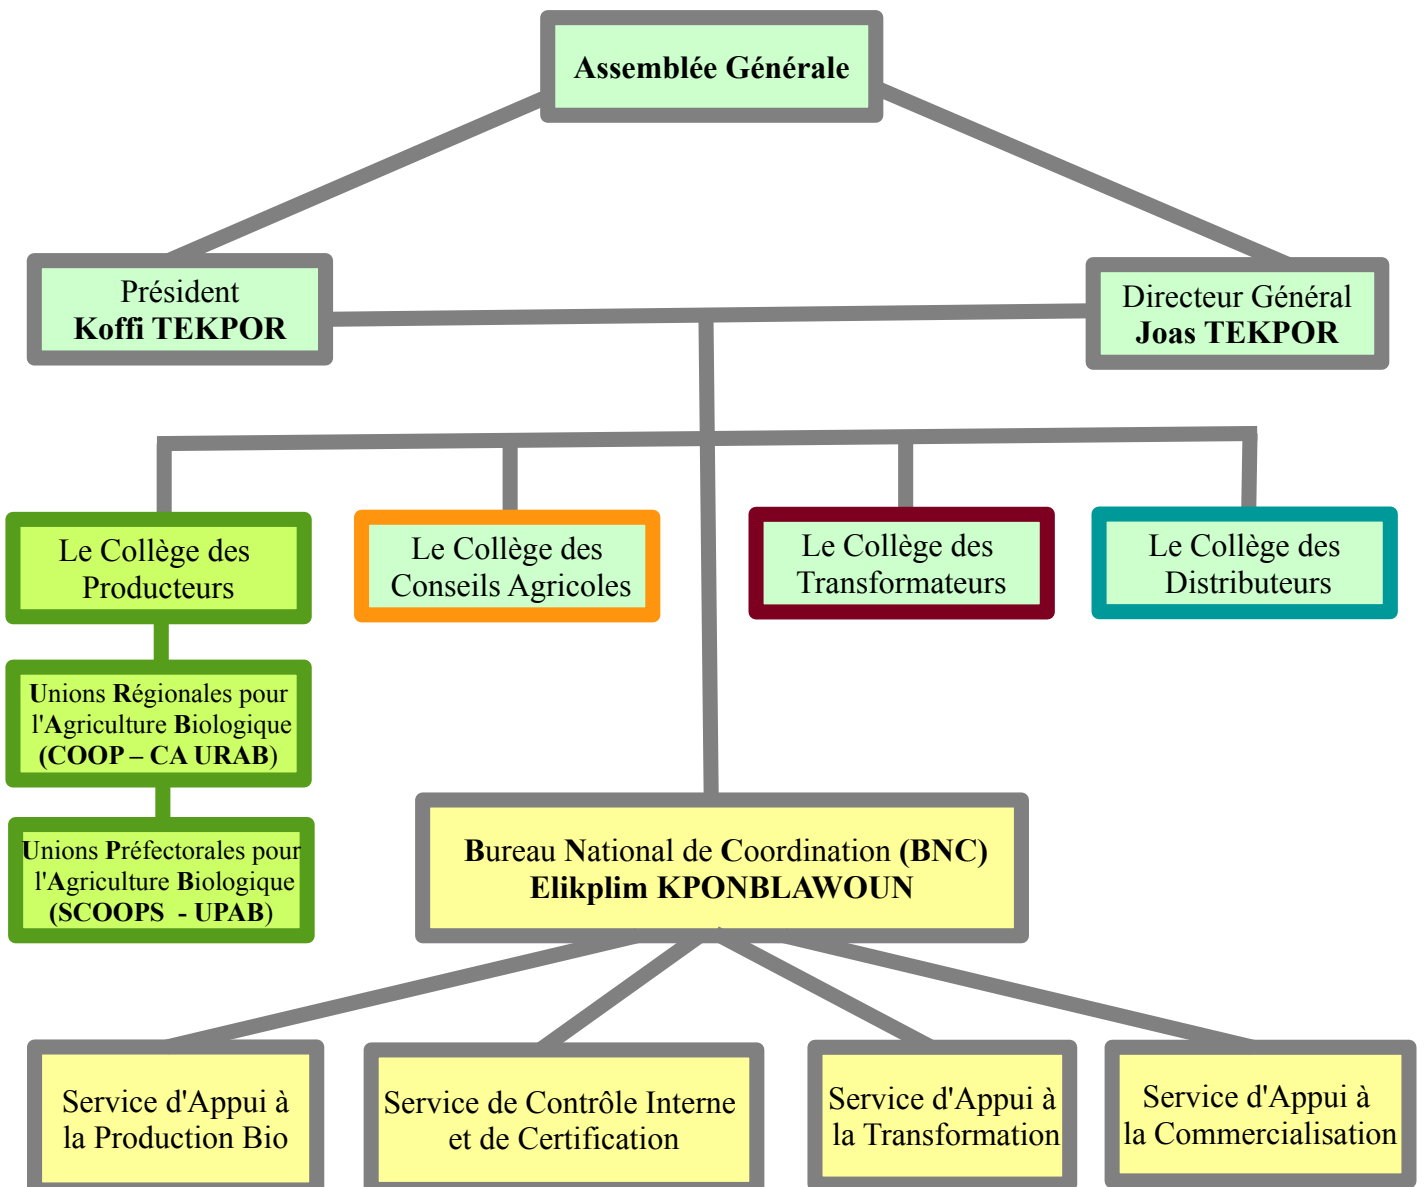 Assemblée Générale
Président
Koffi TEKPOR
Directeur Général
Joas TEKPOR
Le Collège des
Producteurs
Le Collège des
Conseils Agricoles
Le Collège des
Transformateurs
Le Collège des
Distributeurs
Unions Régionales pour
l'Agriculture Biologique
(COOP – CA URAB)
Unions Préfectorales pour
l'Agriculture Biologique
(SCOOPS - UPAB)
Bureau National de Coordination (BNC)
Elikplim KPONBLAWOUN
Service d'Appui à
la Production Bio
Service de Contrôle Interne
et de Certification
Service d'Appui à
la Transformation
Service d'Appui à
la Commercialisation